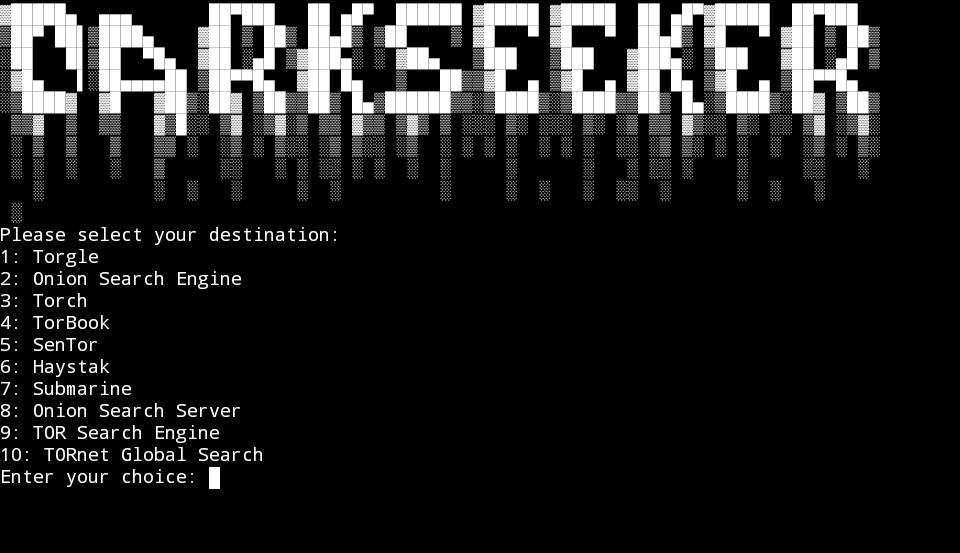 DARKSEEKER
Please select your destination:
1: Torgle
2: Onion Search Engine
3: Torch
4: TorBook
5: SenTor
6: Haystak
7: Submarine
8: Onion Search Server
9: TOR Search Engine
10: TORnet Global Search
Enter your choice: